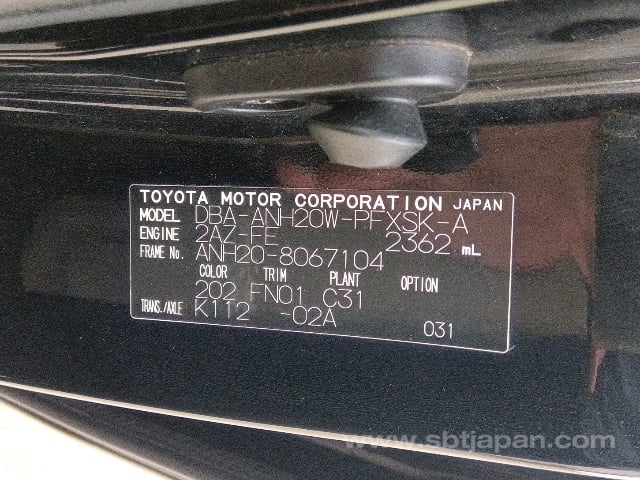 TOYOTA MOTOR CORPORATION JAPAN
MODEL DBA-ANH20W-PFXSK-A
ENGINE 2AZ-FE 2362 mL
FRAME No. ANH20-8067104
COLOR TRIM PLANT OPTION
202 FN01 C31
TRANS./AXLE K112 -02A 031
www.sbtjapan.com